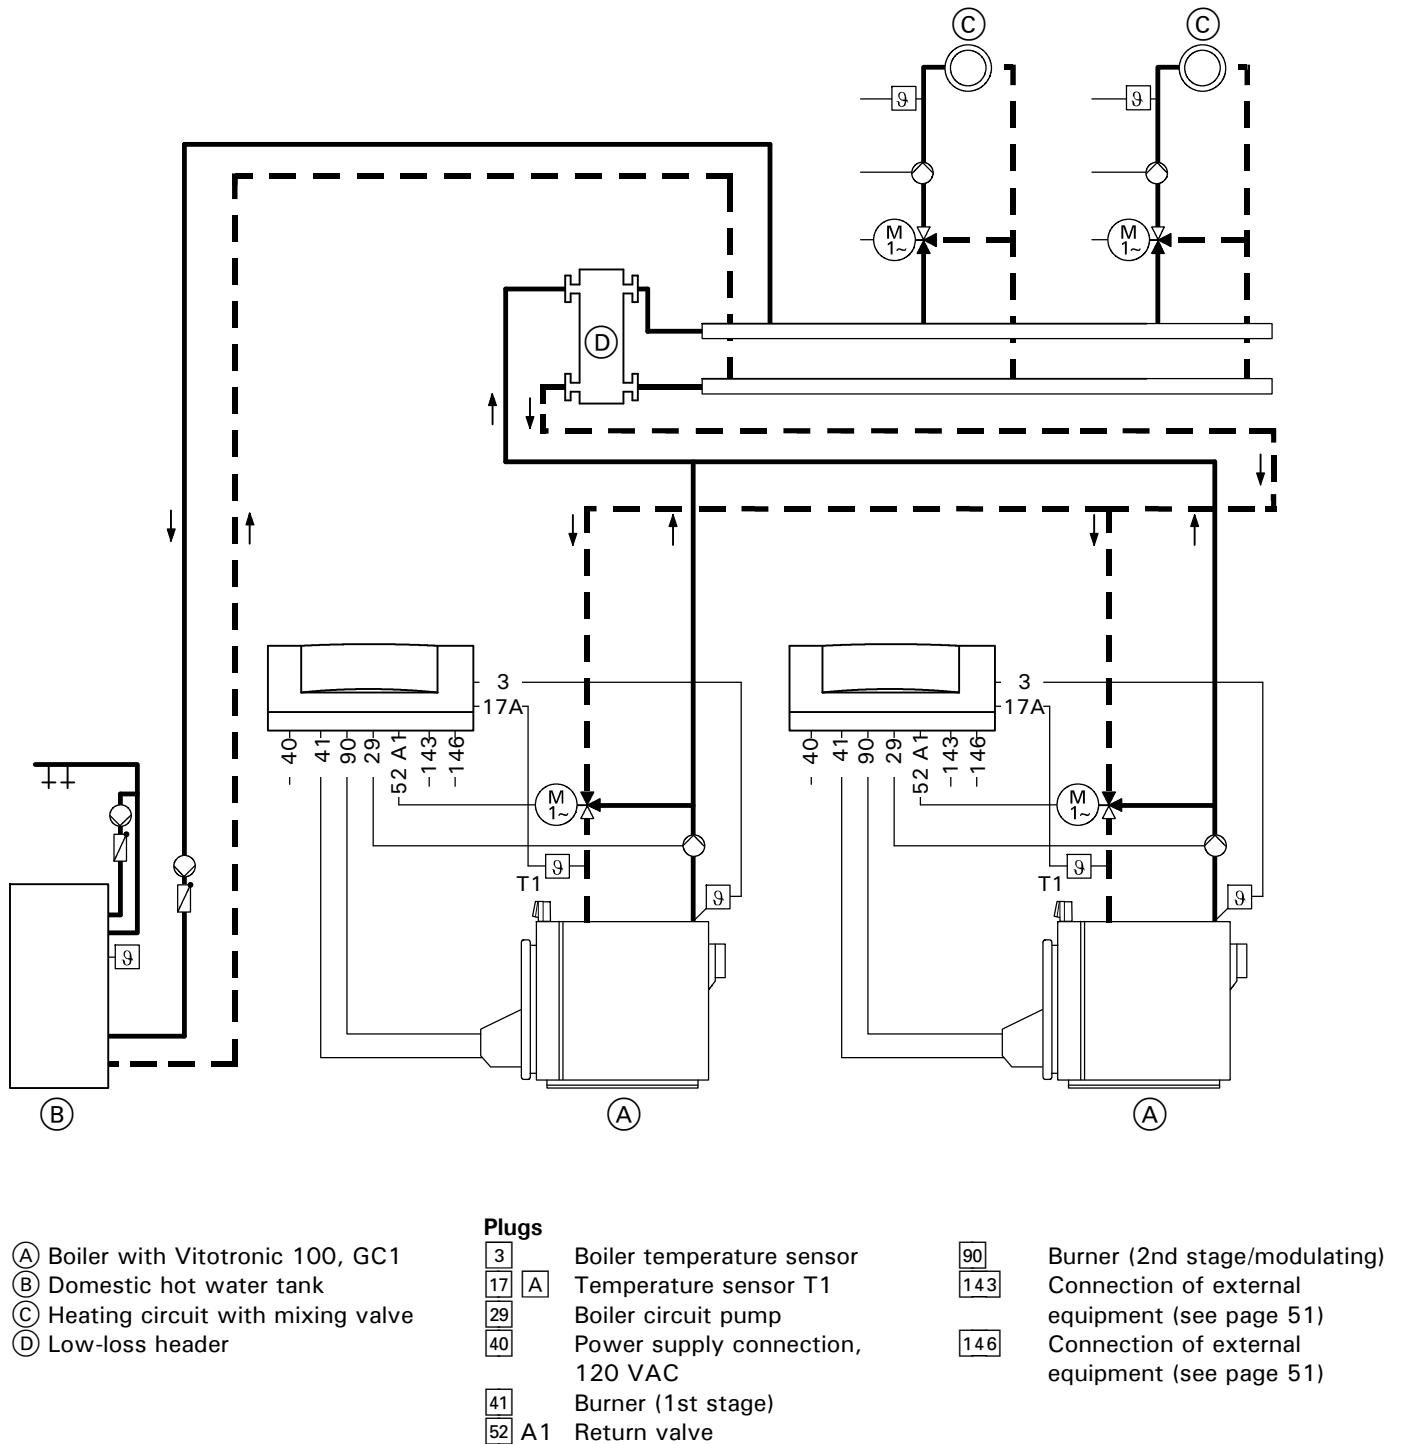 C C
ϑ ϑ
M 1~ M 1~
D
3 3
17A 17A
40 41 90 29 52 A1 143 146
40 41 90 29 52 A1 143 146
M 1~ M 1~
ϑ ϑ
T1 T1
ϑ ϑ
ϑ
B A A
Plugs
A Boiler with Vitotronic 100, GC1
B Domestic hot water tank
C Heating circuit with mixing valve
D Low-loss header
3 Boiler temperature sensor
17 A Temperature sensor T1
29 Boiler circuit pump
40 Power supply connection,
120 VAC
41 Burner (1st stage)
52 A1 Return valve
90 Burner (2nd stage/modulating)
143 Connection of external
equipment (see page 51)
146 Connection of external
equipment (see page 51)